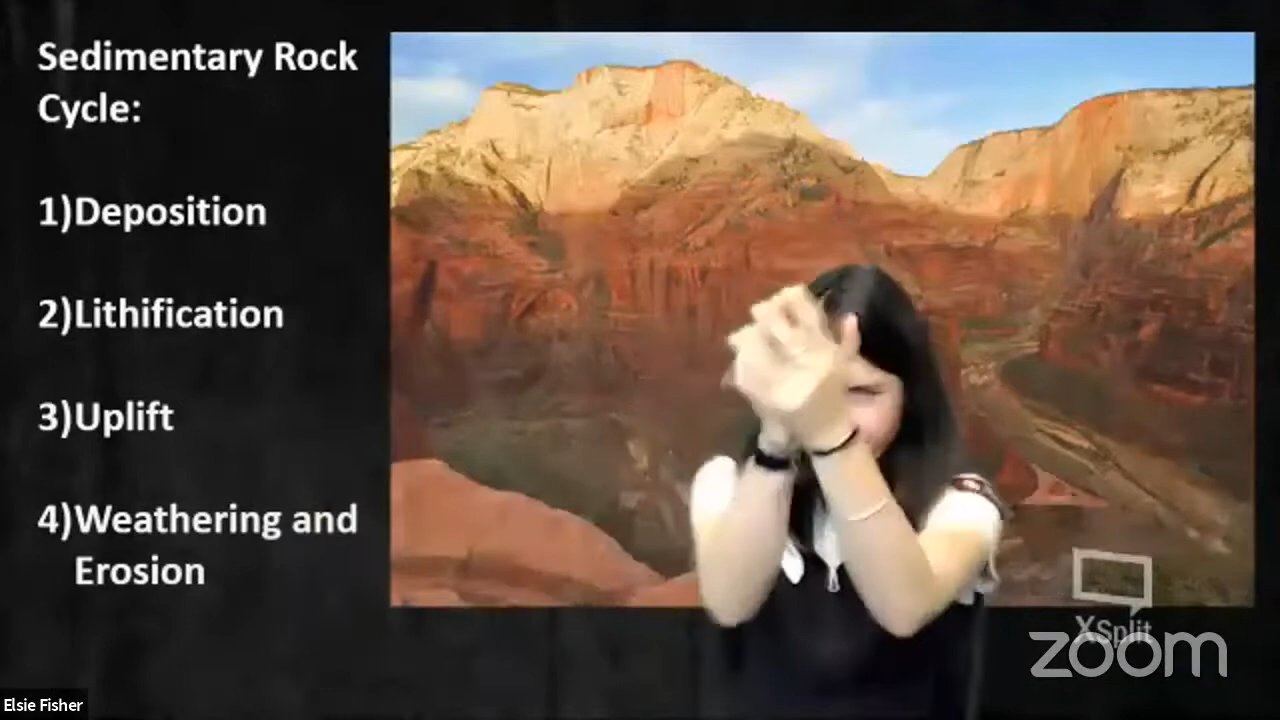 Sedimentary Rock
Cycle:
1)Deposition
2)Lithification
3)Uplift
4)Weathering and
Erosion
XSplit
zoom
Elsie Fisher